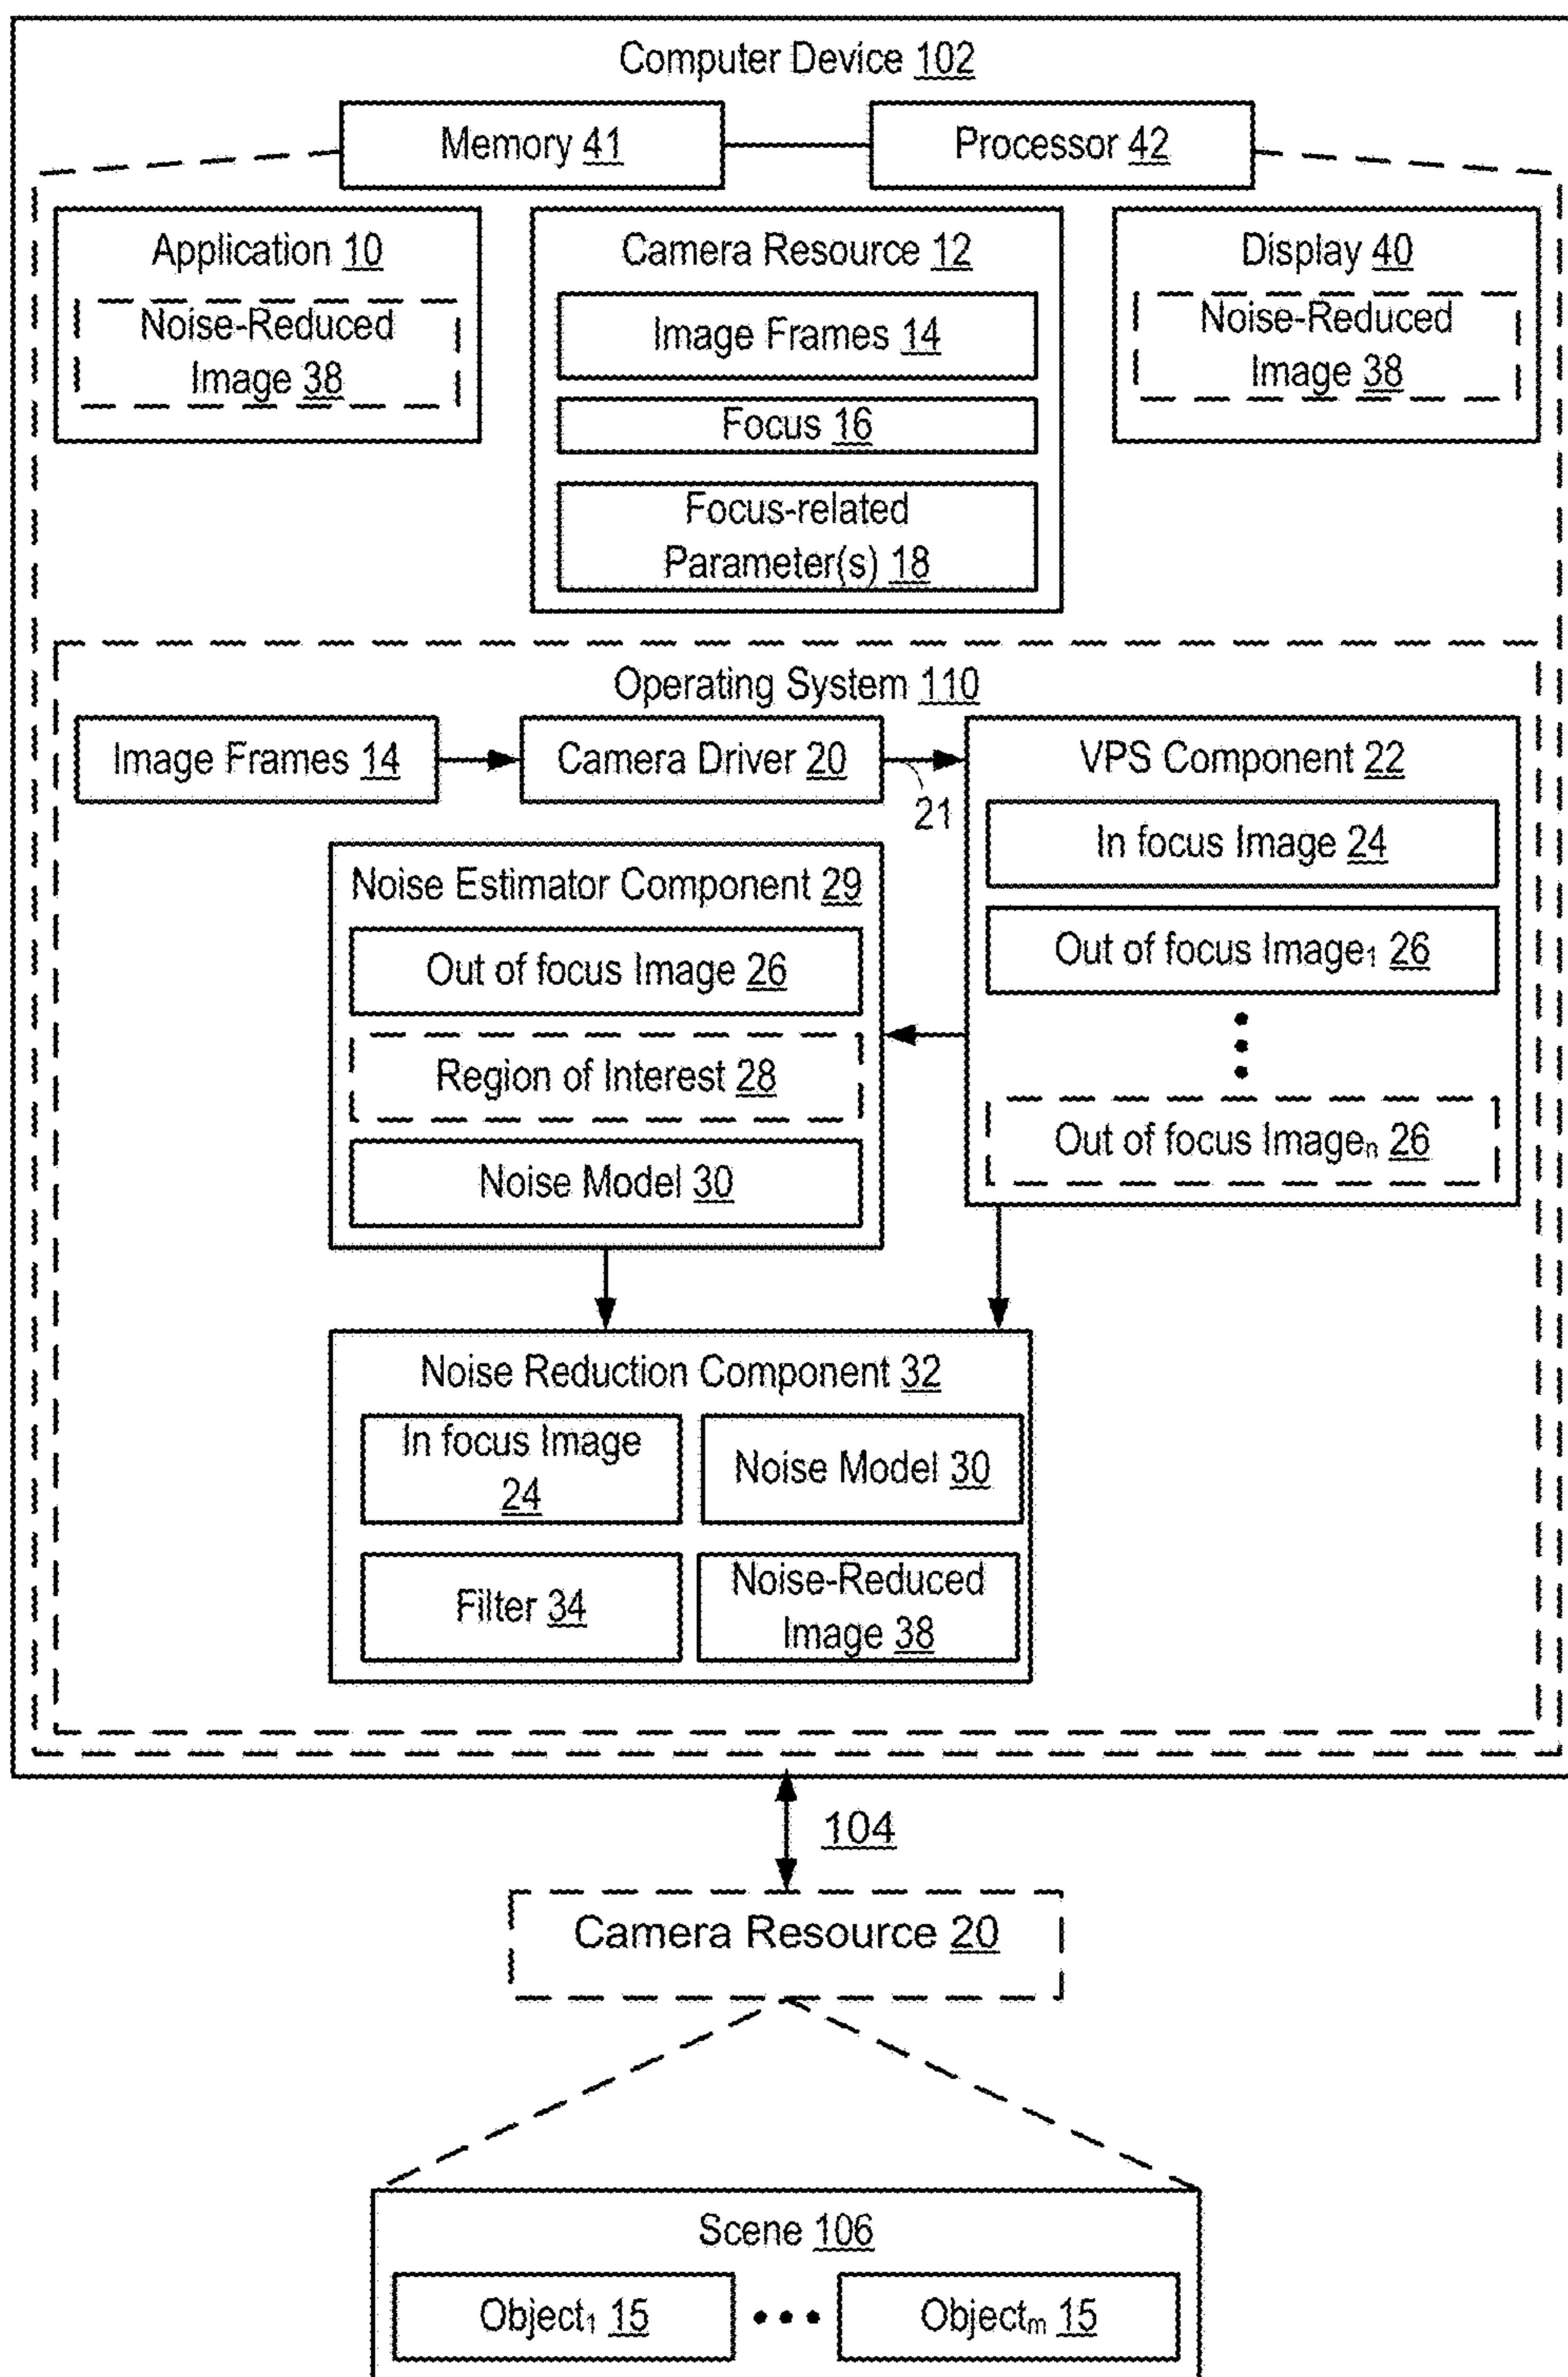 Computer Device 102
Memory 41
Processor 42
Application 10
Noise-Reduced
Image 38
Camera Resource 12
Image Frames 14
Focus 16
Focus-related
Parameter(s) 18
Display 40
Noise-Reduced
Image 38
Operating System 110
Image Frames 14
Camera Driver 20
21
VPS Component 22
In focus Image 24
Out of focus Image₁ 26
Out of focus Imageₙ 26
Noise Estimator Component 29
Out of focus Image 26
Region of Interest 28
Noise Model 30
Noise Reduction Component 32
In focus Image
24
Noise Model 30
Filter 34
Noise-Reduced
Image 38
104
Camera Resource 20
Scene 106
Object₁ 15
Objectₘ 15